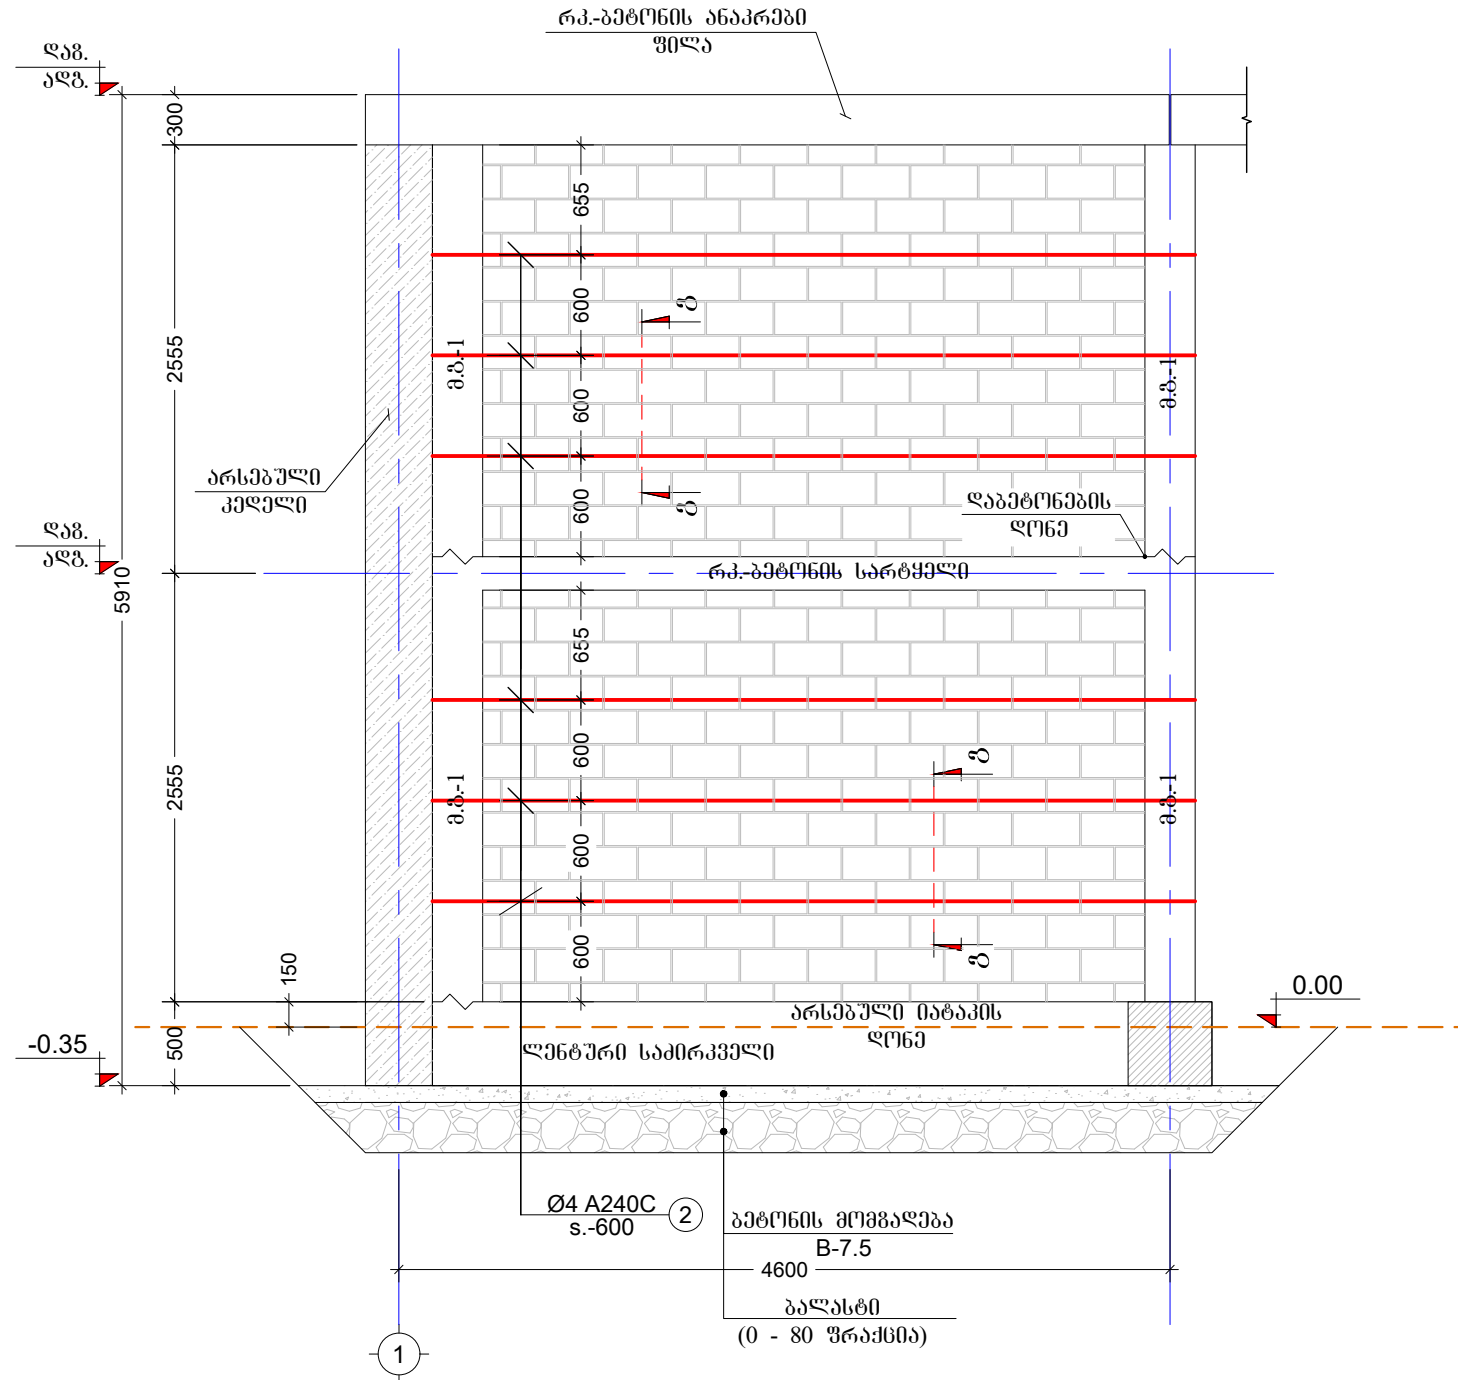 რკ.-ბეტონის ანაკრები
ფილა
დაზ.
ადგ.
300
655
600
600
600
2555
მ.გ.-1
მ.გ.-1
გ
გ
არსებული
კედელი
დაბეტონების
დონე
დაზ.
ადგ.
5910
რკ.-ბეტონის სარტყელი
655
600
600
600
2555
მ.გ.-1
მ.გ.-1
გ
გ
150
0.00
არსებული იატაკის
დონე
-0.35
500
ლენტური საძირკველი
Ø4 A240C
s.-600
2
ბეტონის მომზადება
B-7.5
4600
ბალასტი
(0 - 80 ფრაქცია)
1